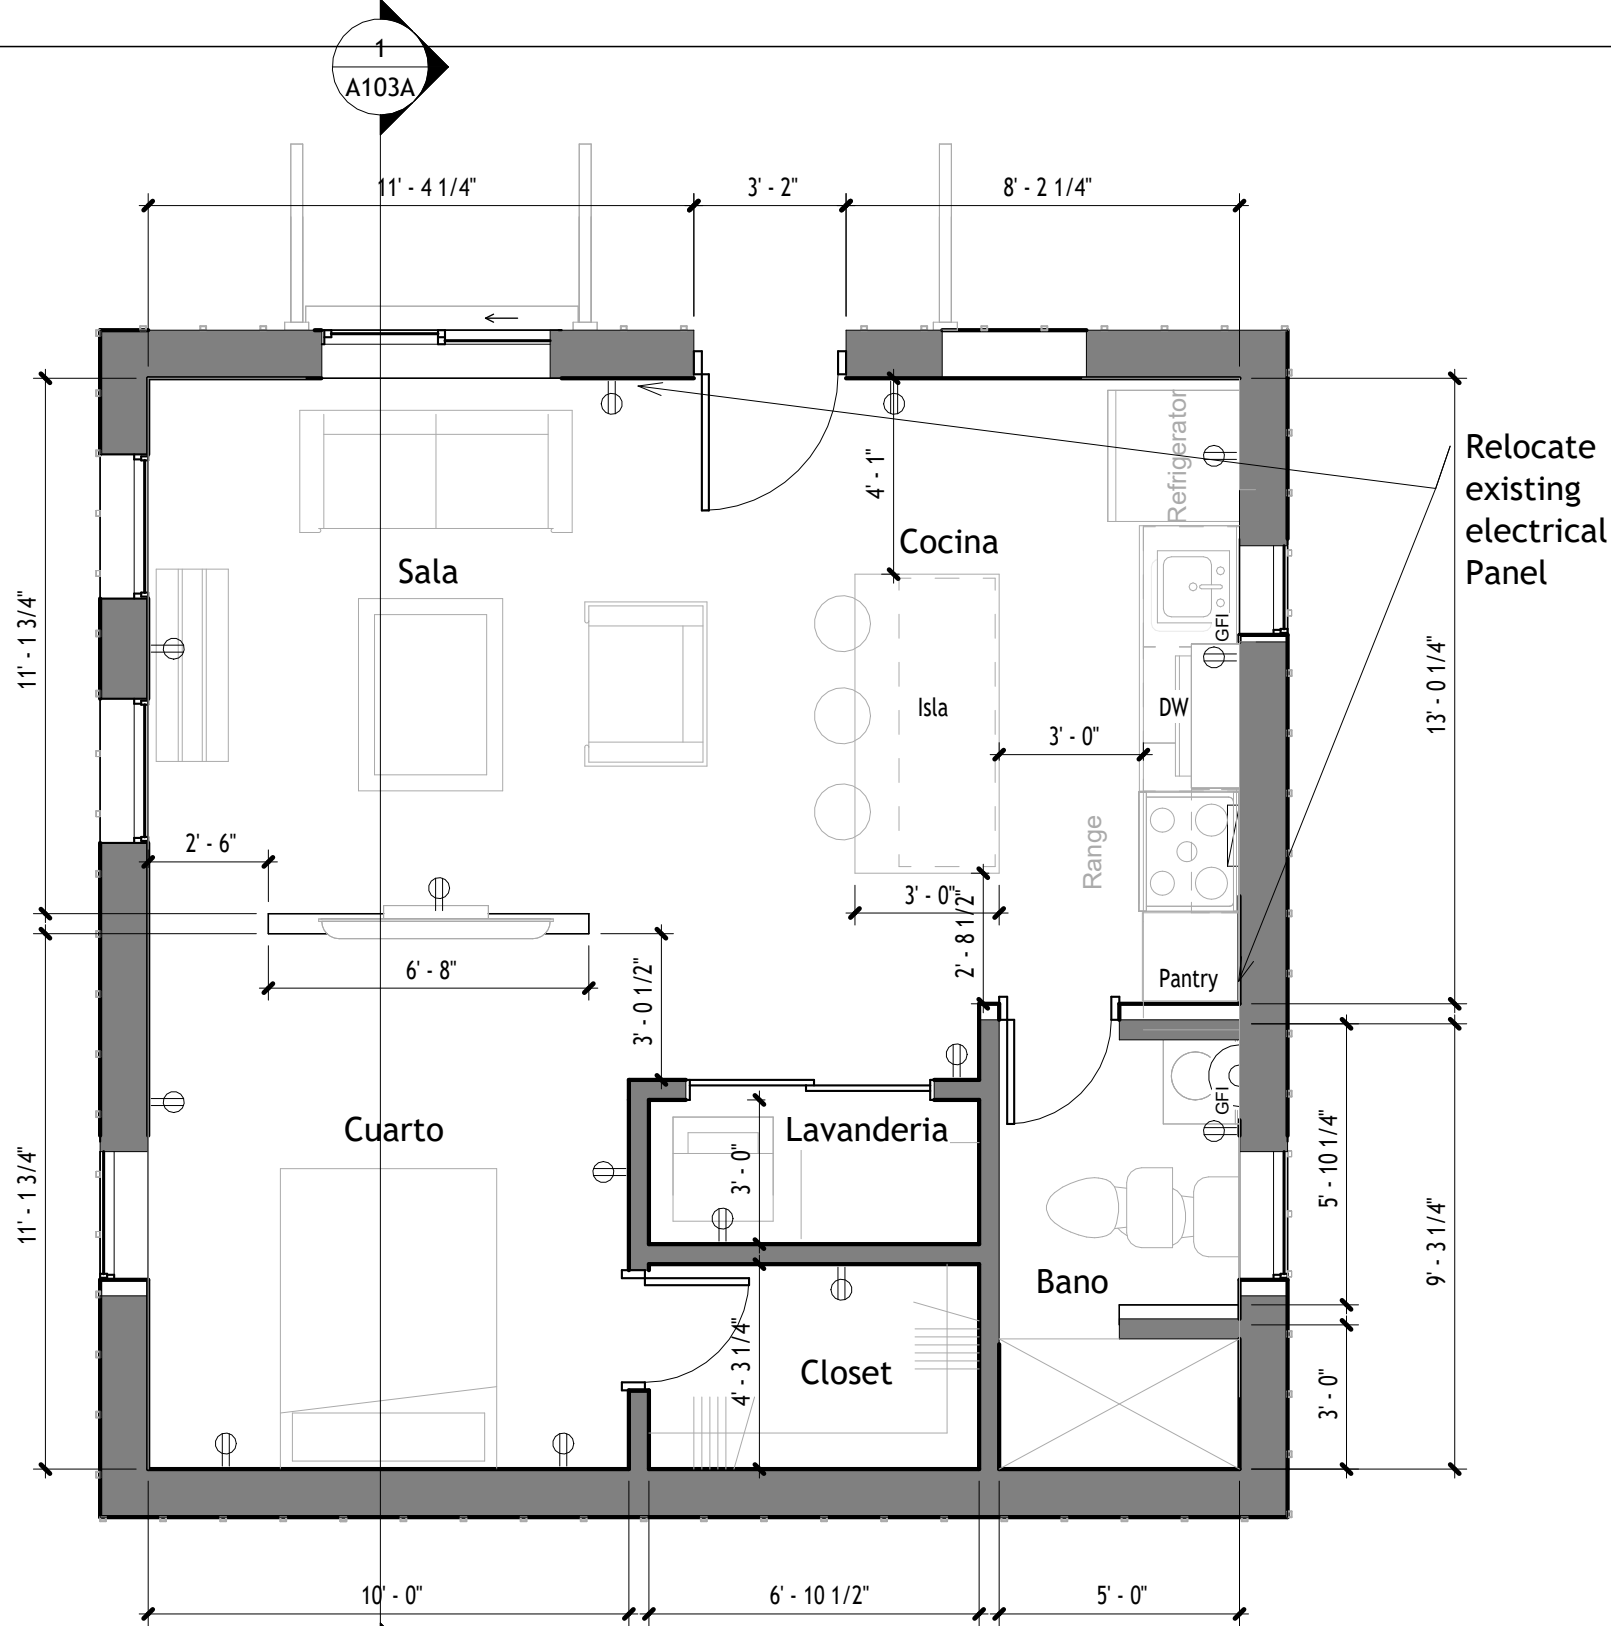 1
A103A
11' - 4 1/4"
3' - 2"
8' - 2 1/4"
Relocate
existing
electrical
Panel
Refrigerator
4' - 1"
Cocina
Sala
GFI
11' - 1 3/4"
13' - 0 1/4"
Isla
DW
3' - 0"
2' - 6"
Range
3' - 0"
2' - 8 1/2"
6' - 8"
3' - 0 1/2"
Pantry
GFI
Cuarto
Lavanderia
3' - 0"
5' - 10 1/4"
11' - 1 3/4"
9' - 3 1/4"
Bano
4' - 3 1/4"
Closet
3' - 0"
10' - 0"
6' - 10 1/2"
5' - 0"